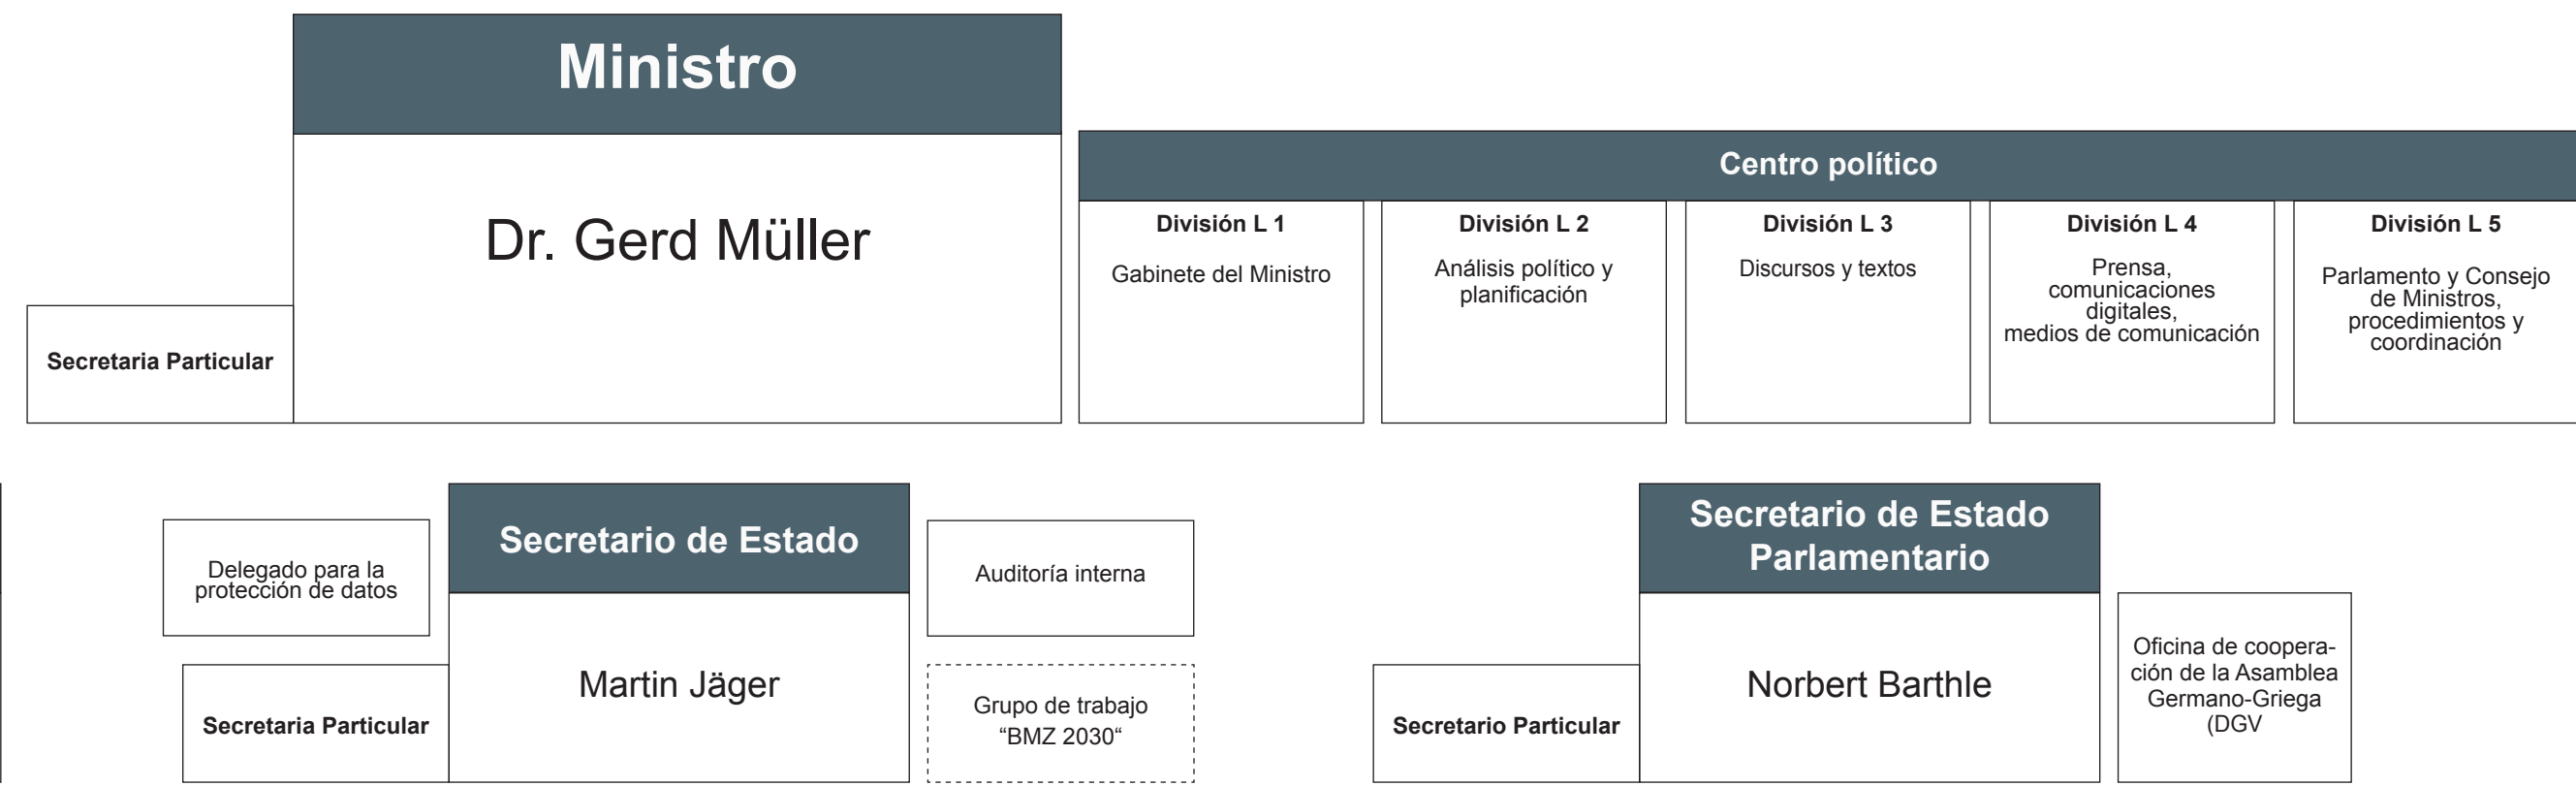 Ministro
Dr. Gerd Müller
Secretaria Particular
Centro político
División L 1
Gabinete del Ministro
División L 2
Análisis político y
planificación
División L 3
Discursos y textos
División L 4
Prensa,
comunicaciones
digitales,
medios de comunicación
División L 5
Parlamento y Consejo
de Ministros,
procedimientos y
coordinación
Delegado para la
protección de datos
Secretaria Particular
Secretario de Estado
Martin Jäger
Auditoría interna
Grupo de trabajo
“BMZ 2030“
Secretario Particular
Secretario de Estado
Parlamentario
Norbert Barthle
Oficina de coopera-
ción de la Asamblea
Germano-Griega
(DGV